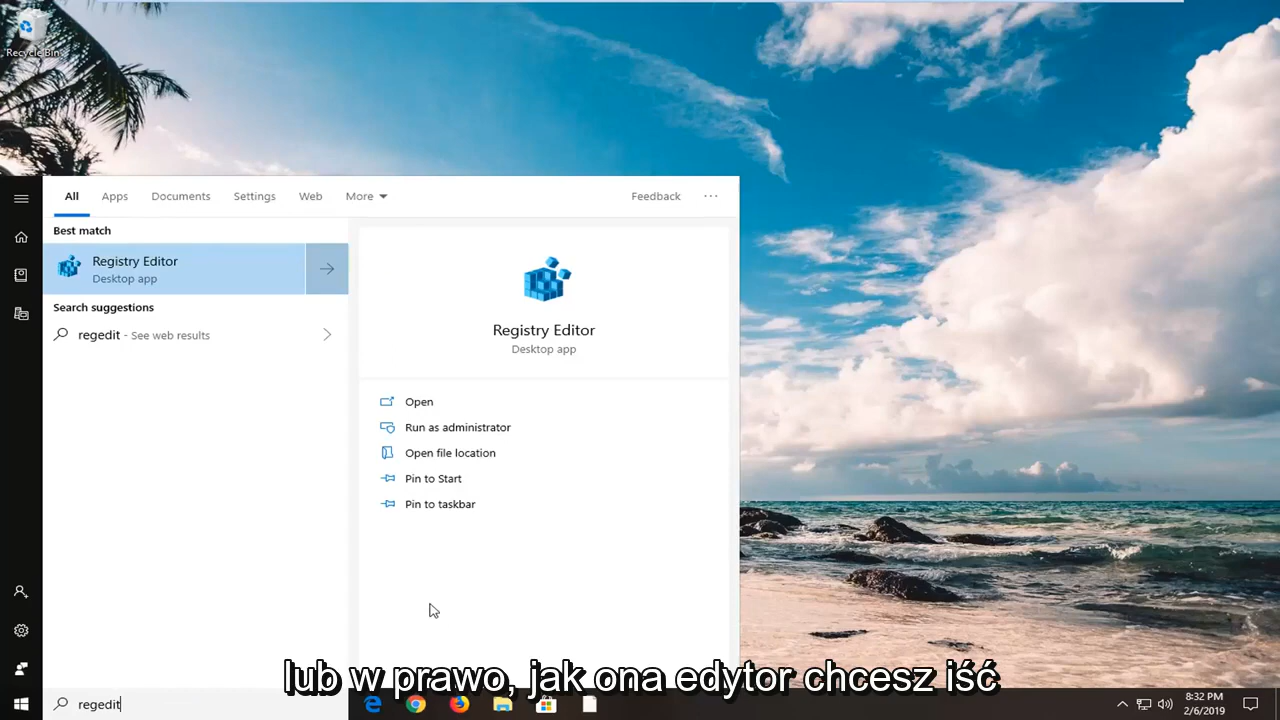 Recycle Bin
All Apps Documents Settings Web More Feedback ...
Best match
Registry Editor
Desktop app
Search suggestions
regedit - See web results
Registry Editor
Desktop app
Open
Run as administrator
Open file location
Pin to Start
Pin to taskbar
lub w prawo, jak ona edytor chcesz iść
regedit
8:32 PM
2/6/2019